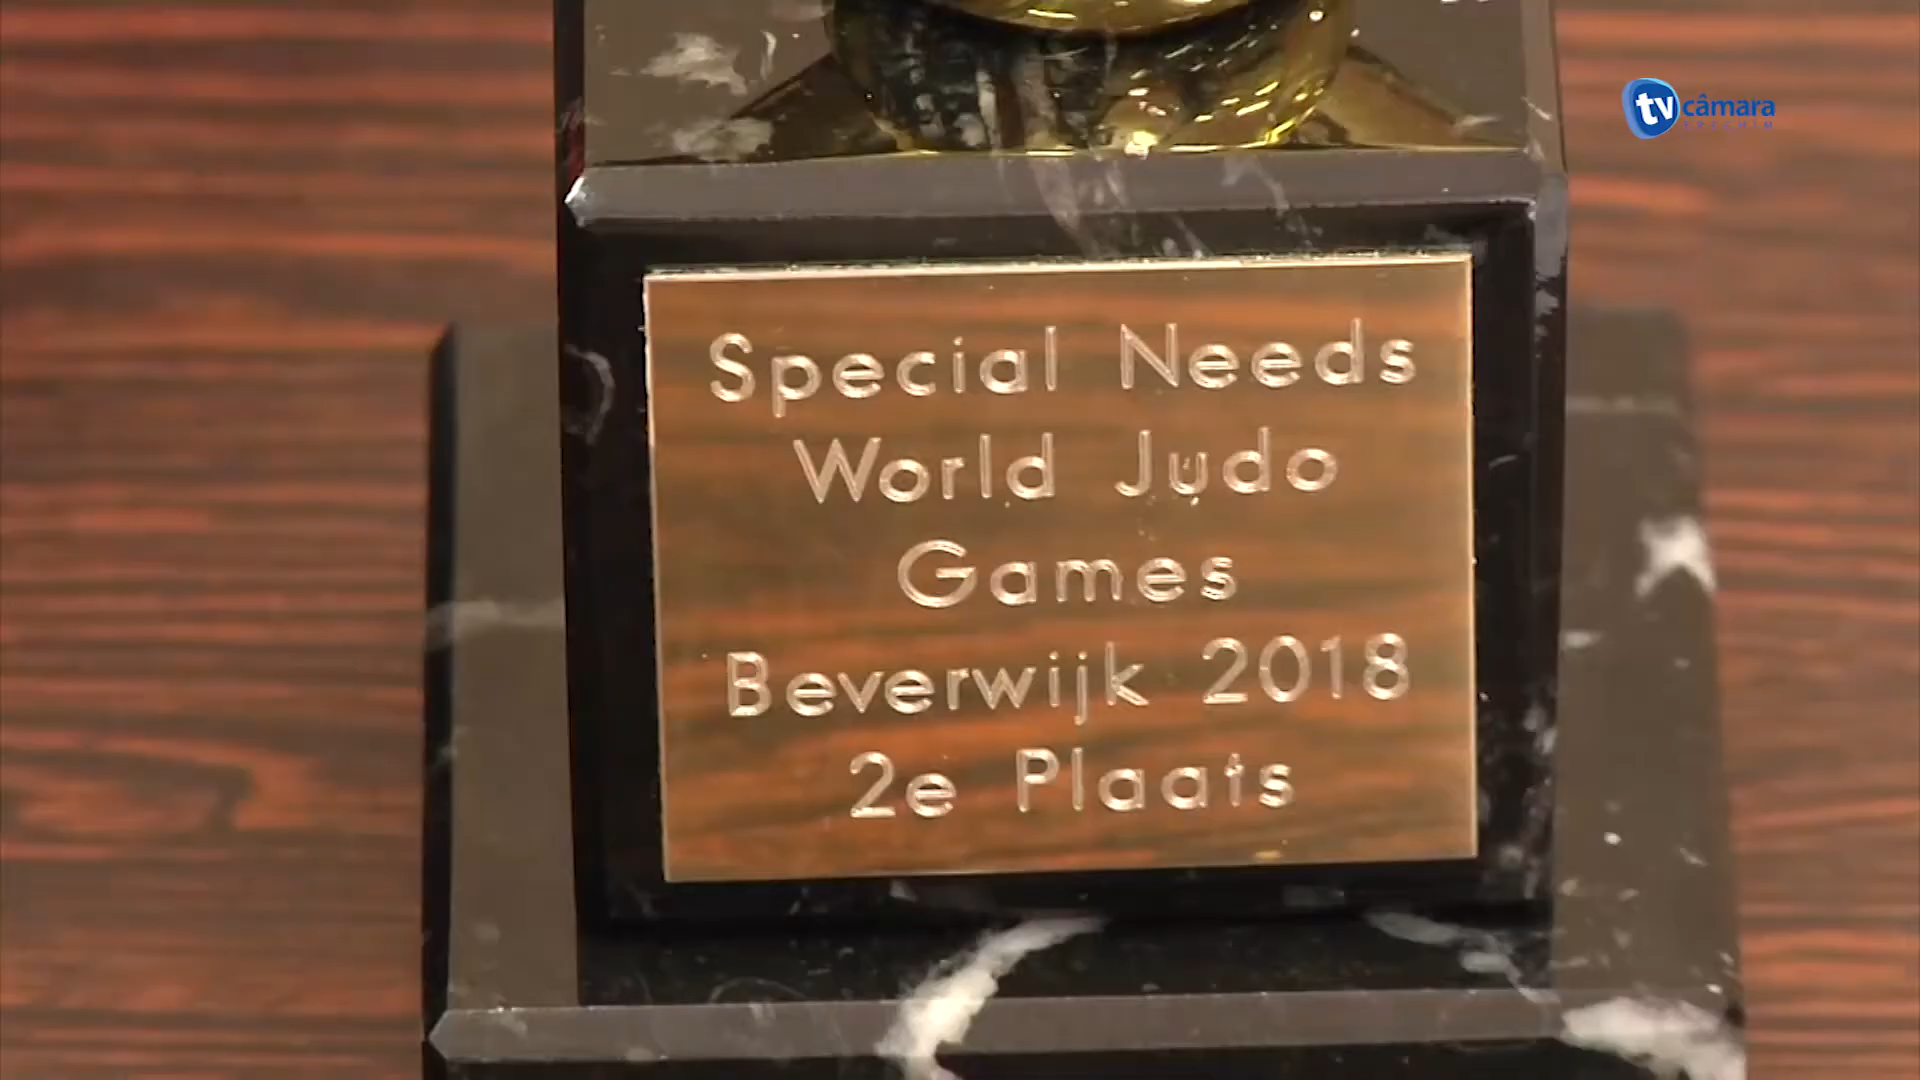 tv câmara
Special Needs
World Judo
Games
Beverwijk 2018
2e Plaats